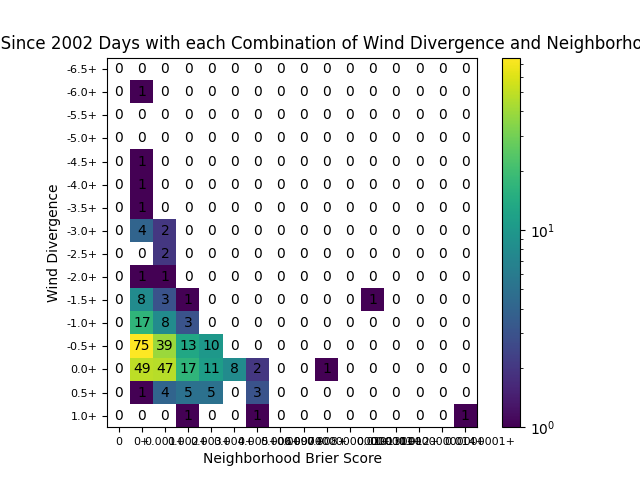 Since 2002 Days with each Combination of Wind Divergence and Neighborho
-6.5+ 0 0 0 0 0 0 0 0 0 0 0 0 0 0 0 0
-6.0+ 0 1 0 0 0 0 0 0 0 0 0 0 0 0 0 0
-5.5+ 0 0 0 0 0 0 0 0 0 0 0 0 0 0 0 0
-5.0+ 0 0 0 0 0 0 0 0 0 0 0 0 0 0 0 0
-4.5+ 0 1 0 0 0 0 0 0 0 0 0 0 0 0 0 0
-4.0+ 0 1 0 0 0 0 0 0 0 0 0 0 0 0 0 0
-3.5+ 0 1 0 0 0 0 0 0 0 0 0 0 0 0 0 0
-3.0+ 0 4 2 0 0 0 0 0 0 0 0 0 0 0 0 0
-2.5+ 0 0 2 0 0 0 0 0 0 0 0 0 0 0 0 0
-2.0+ 0 1 1 0 0 0 0 0 0 0 0 0 0 0 0 0
-1.5+ 0 8 3 1 0 0 0 0 0 0 0 1 0 0 0 0
-1.0+ 0 17 8 3 0 0 0 0 0 0 0 0 0 0 0 0
-0.5+ 0 75 39 13 10 0 0 0 0 0 0 0 0 0 0 0
0.0+ 0 49 47 17 11 8 2 0 0 1 0 0 0 0 0 0
0.5+ 0 1 4 5 5 0 3 0 0 0 0 0 0 0 0 0
1.0+ 0 0 0 1 0 0 1 0 0 0 0 0 0 0 0 1
Wind Divergence
0 0+
Neighborhood Brier Score
10¹
10⁰